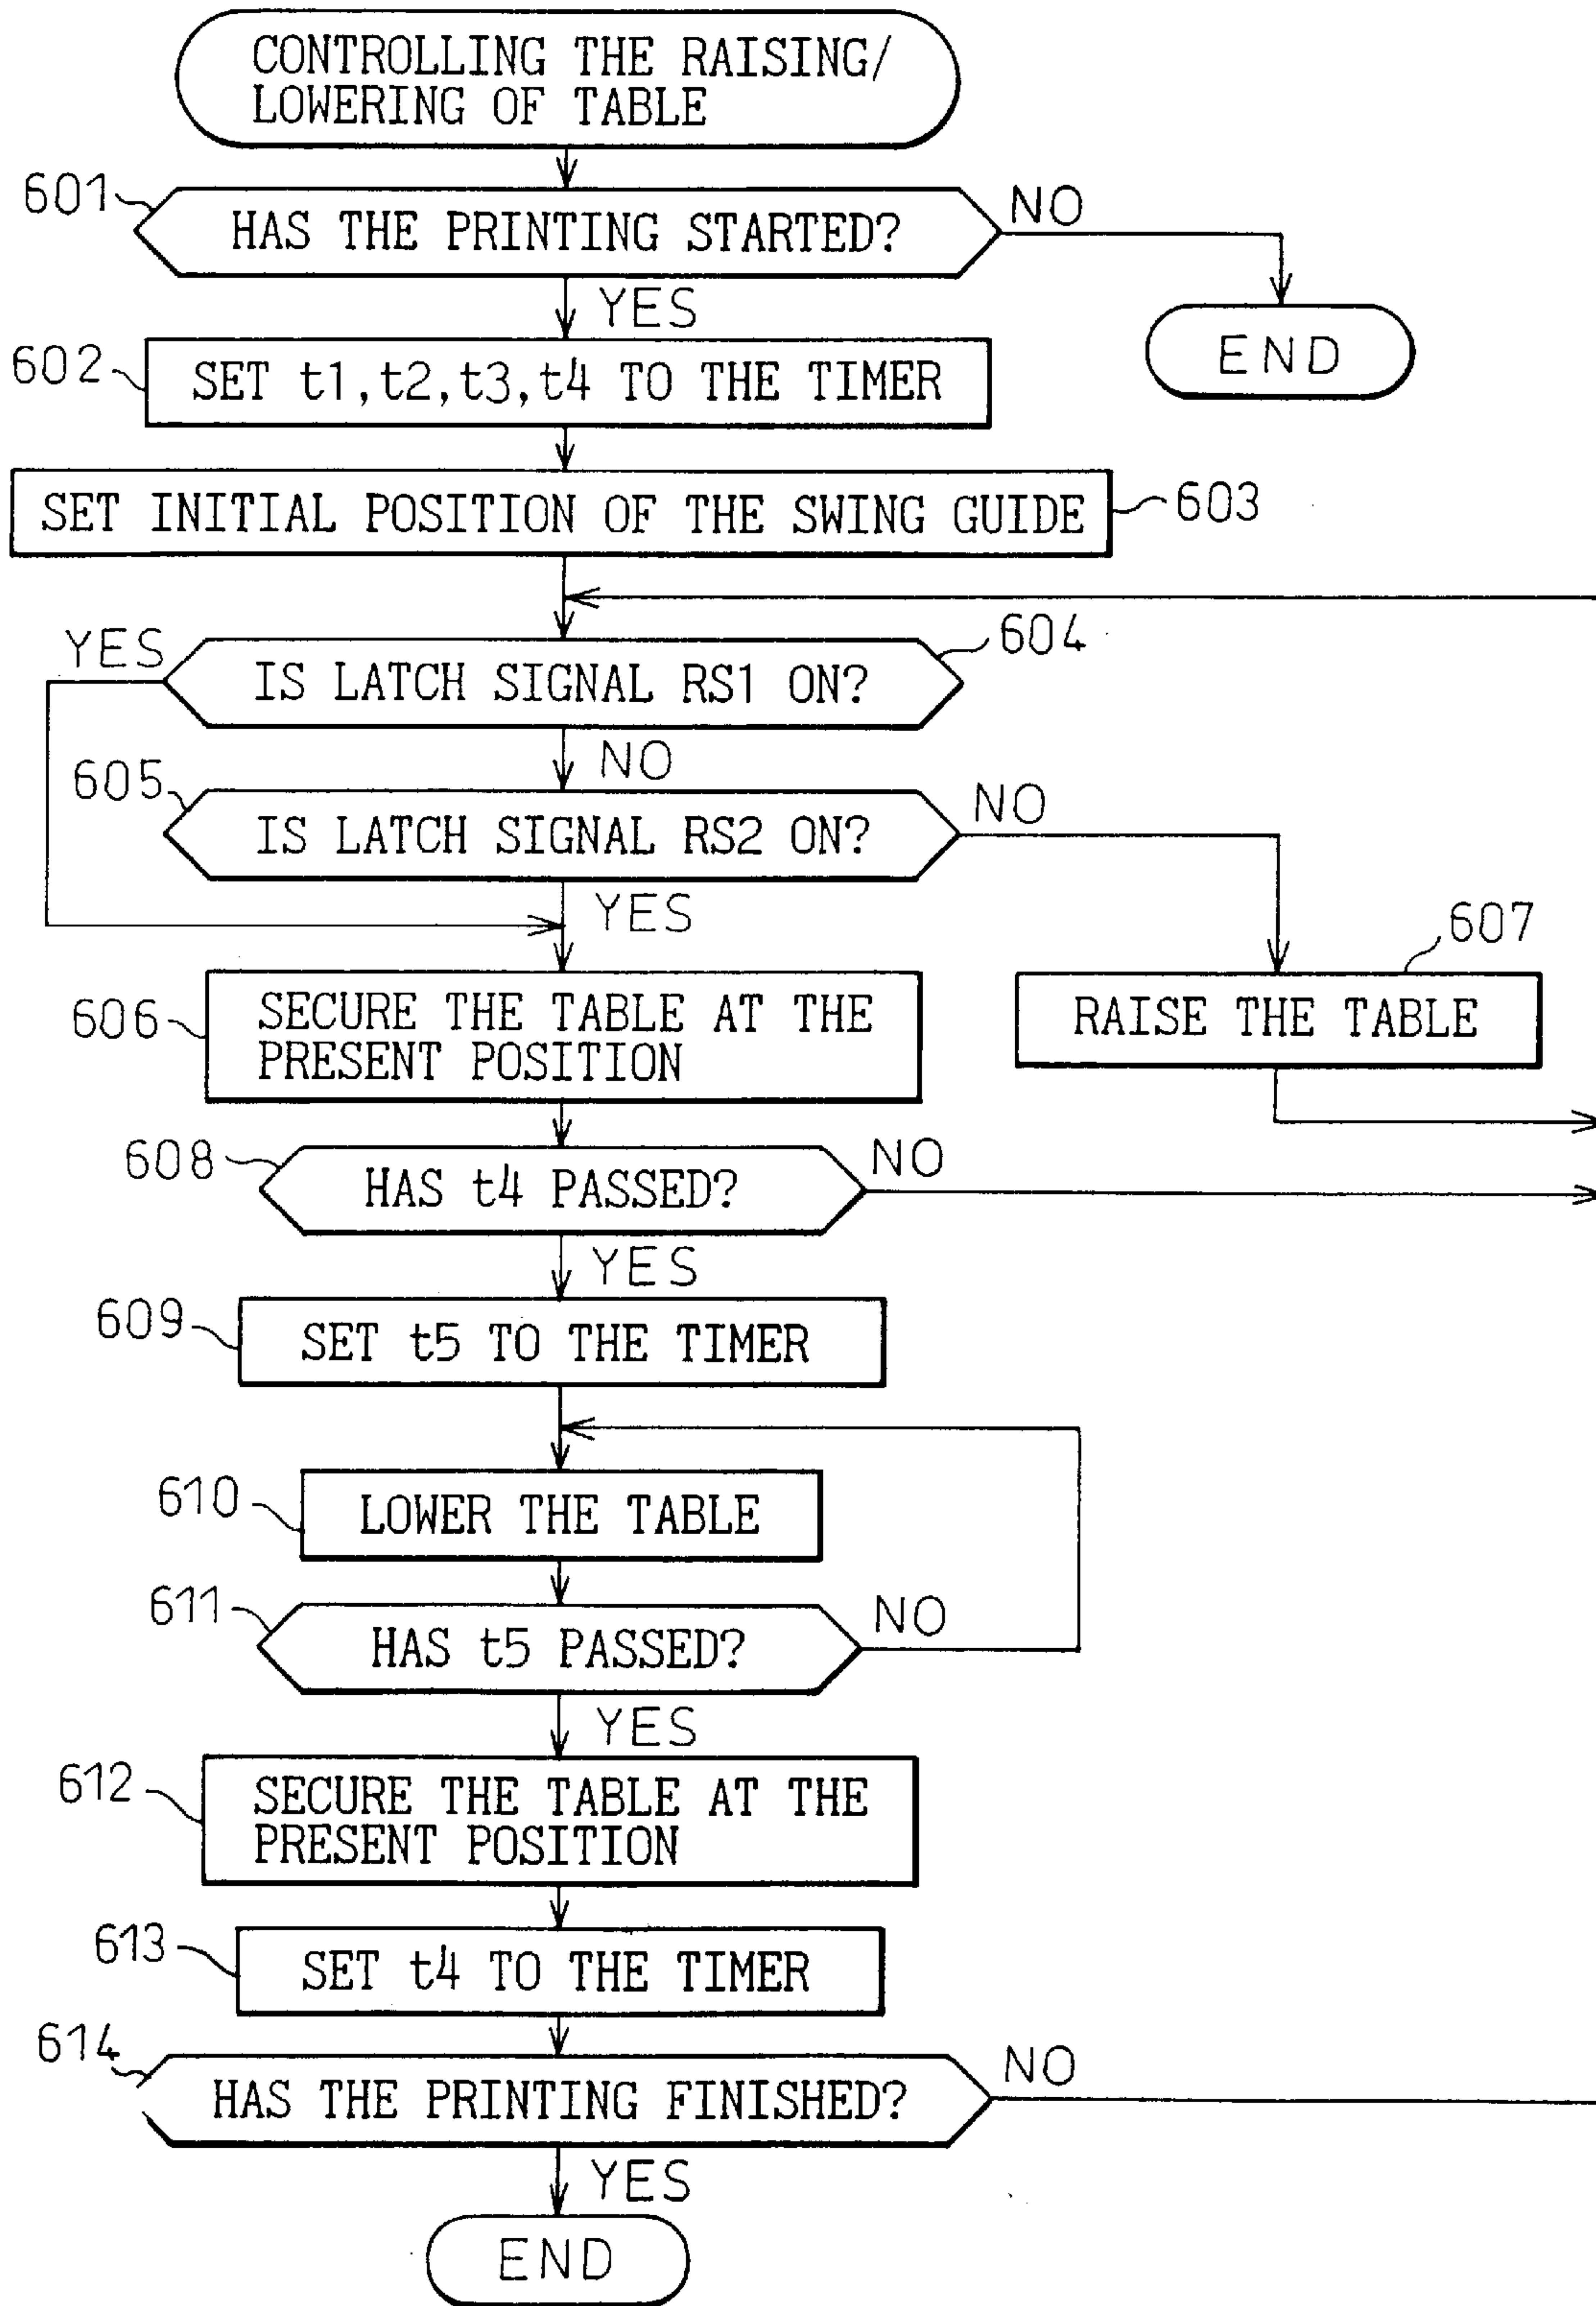 CONTROLLING THE RAISING/
LOWERING OF TABLE
601
HAS THE PRINTING STARTED?
NO
YES
END
602
SET t1,t2,t3,t4 TO THE TIMER
SET INITIAL POSITION OF THE SWING GUIDE
603
YES
604
IS LATCH SIGNAL RS1 ON?
NO
605
IS LATCH SIGNAL RS2 ON?
NO
YES
607
606
SECURE THE TABLE AT THE
PRESENT POSITION
RAISE THE TABLE
608
HAS t4 PASSED?
NO
YES
609
SET t5 TO THE TIMER
610
LOWER THE TABLE
611
HAS t5 PASSED?
NO
YES
612
SECURE THE TABLE AT THE
PRESENT POSITION
613
SET t4 TO THE TIMER
614
HAS THE PRINTING FINISHED?
NO
YES
END